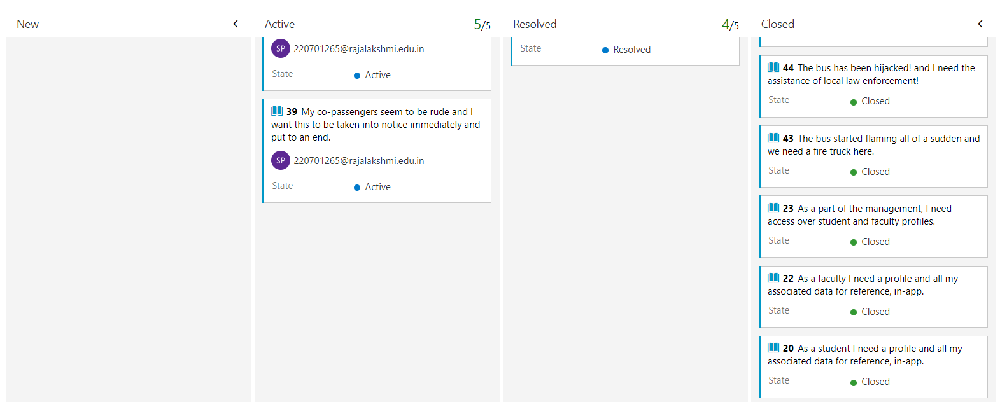 New
Active 5/5
SP 220701265@rajalakshmi.edu.in
State Active
39 My co-passengers seem to be rude and I
want this to be taken into notice immediately and
put to an end.
SP 220701265@rajalakshmi.edu.in
State Active
Resolved 4/5
State Resolved
Closed
44 The bus has been hijacked! and I need the
assistance of local law enforcement!
State Closed
43 The bus started flaming all of a sudden and
we need a fire truck here.
State Closed
23 As a part of the management, I need
access over student and faculty profiles.
State Closed
22 As a faculty I need a profile and all my
associated data for reference, in-app.
State Closed
20 As a student I need a profile and all my
associated data for reference, in-app.
State Closed